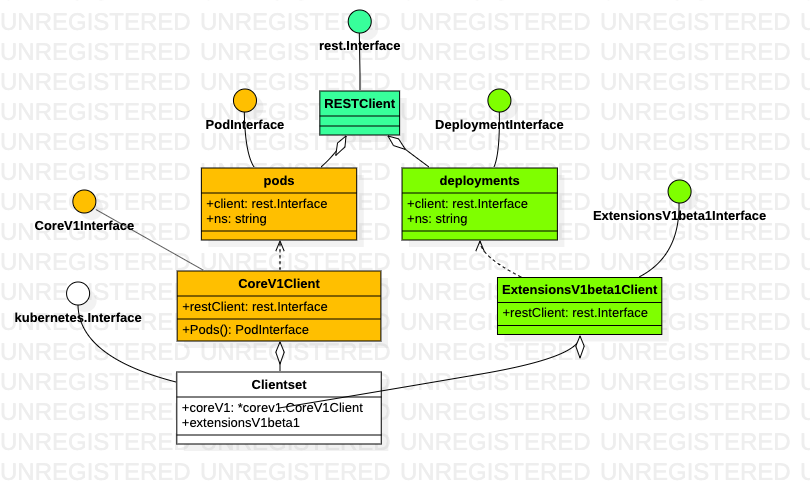 UNREGISTERED UNREGISTERED UNREGISTERED UNREGISTERED
rest.Interface
RESTClient
PodInterface
DeploymentInterface
pods
+client: rest.Interface
+ns: string
deployments
+client: rest.Interface
+ns: string
CoreV1Interface
ExtensionsV1beta1Interface
CoreV1Client
+restClient: rest.Interface
+Pods(): PodInterface
ExtensionsV1beta1Client
+restClient: rest.Interface
kubernetes.Interface
Clientset
+coreV1: *corev1.CoreV1Client
+extensionsV1beta1